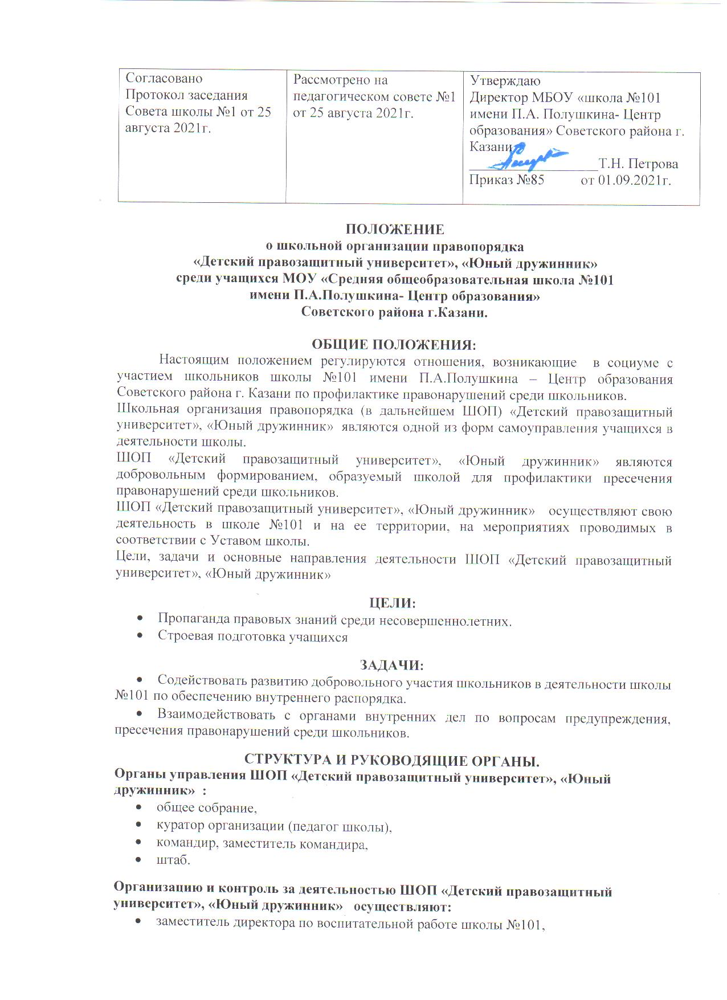 Согласовано
Протокол заседания
Совета школы №1 от 25
августа 2021г.
Рассмотрено на
педагогическом совете №1
от 25 августа 2021г.
Утверждаю
Директор МБОУ «школа №101
имени П.А. Полушкина- Центр
образования» Советского района г.
Казани
__________________Т.Н. Петрова
Приказ №85 от 01.09.2021г.
ПОЛОЖЕНИЕ
о школьной организации правопорядка
«Детский правозащитный университет», «Юный дружинник»
среди учащихся МОУ «Средняя общеобразовательная школа №101
имени П.А.Полушкина- Центр образования»
Советского района г.Казани.
ОБЩИЕ ПОЛОЖЕНИЯ:
Настоящим положением регулируются отношения, возникающие в социуме с
участием школьников школы №101 имени П.А.Полушкина – Центр образования
Советского района г. Казани по профилактике правонарушений среди школьников.
Школьная организация правопорядка (в дальнейшем ШОП) «Детский правозащитный
университет», «Юный дружинник» являются одной из форм самоуправления учащихся в
деятельности школы.
ШОП «Детский правозащитный университет», «Юный дружинник» являются
добровольным формированием, образуемый школой для профилактики пресечения
правонарушений среди школьников.
ШОП «Детский правозащитный университет», «Юный дружинник» осуществляют свою
деятельность в школе №101 и на ее территории, на мероприятиях проводимых в
соответствии с Уставом школы.
Цели, задачи и основные направления деятельности ШОП «Детский правозащитный
университет», «Юный дружинник»
ЦЕЛИ:
• Пропаганда правовых знаний среди несовершеннолетних.
• Строевая подготовка учащихся
ЗАДАЧИ:
• Содействовать развитию добровольного участия школьников в деятельности школы
№101 по обеспечению внутреннего распорядка.
• Взаимодействовать с органами внутренних дел по вопросам предупреждения,
пресечения правонарушений среди школьников.
СТРУКТУРА И РУКОВОДЯЩИЕ ОРГАНЫ.
Органы управления ШОП «Детский правозащитный университет», «Юный
дружинник» :
• общее собрание,
• куратор организации (педагог школы),
• командир, заместитель командира,
• штаб.
Организацию и контроль за деятельностью ШОП «Детский правозащитный
университет», «Юный дружинник» осуществляют:
• заместитель директора по воспитательной работе школы №101,